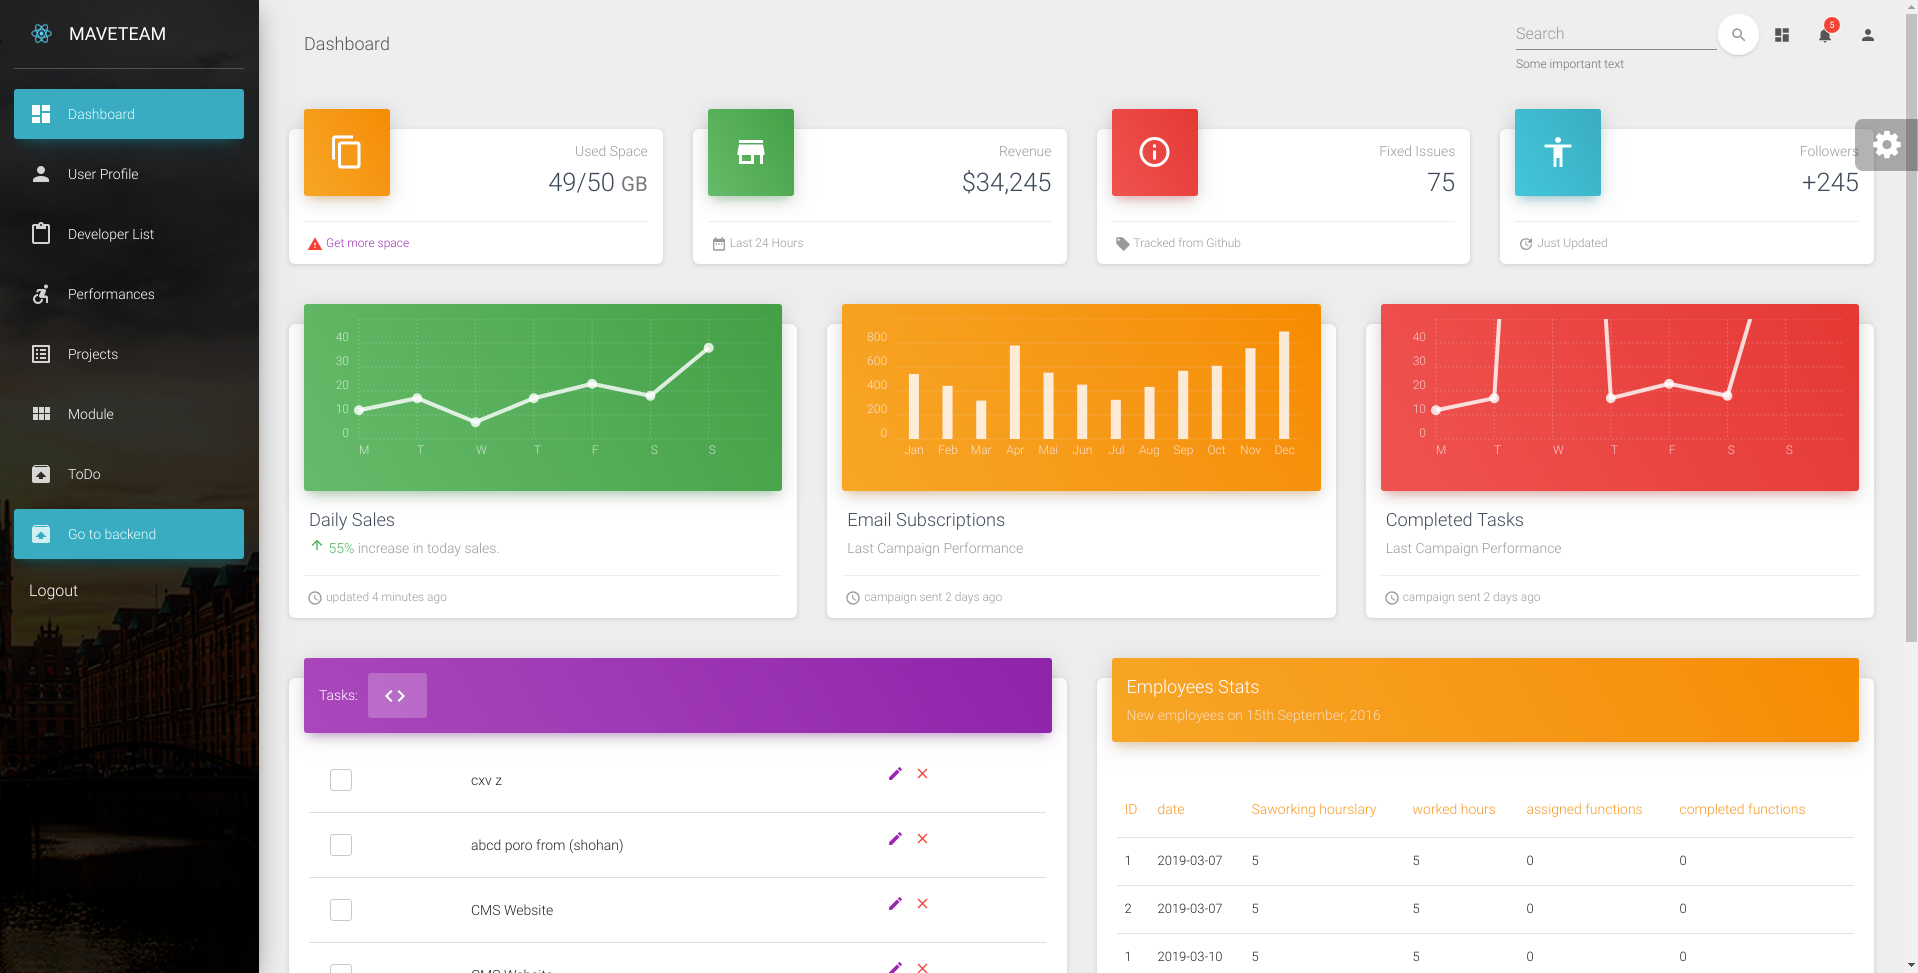 MAVETEAM
Dashboard
User Profile
Developer List
Performances
Projects
Module
ToDo
Go to backend
Logout
Dashboard
Search
5
Some important text
Used Space
49/50 GB
Get more space
Revenue
$34,245
Last 24 Hours
Fixed Issues
75
Tracked from Github
Followers
+245
Just Updated
40
30
20
10
0
M T W T F S S
Daily Sales
55% increase in today sales.
updated 4 minutes ago
800
600
400
200
0
Jan Feb Mar Apr Mai Jun Jul Aug Sep Oct Nov Dec
Email Subscriptions
Last Campaign Performance
campaign sent 2 days ago
40
30
20
10
0
M T W T F S S
Completed Tasks
Last Campaign Performance
campaign sent 2 days ago
Tasks:
cxv z
abcd poro from (shohan)
CMS Website
CMS Website
Employees Stats
New employees on 15th September, 2016
ID date Saworking hourslary worked hours assigned functions completed functions
1 2019-03-07 5 5 0 0
2 2019-03-07 5 5 0 0
1 2019-03-10 5 5 0 0